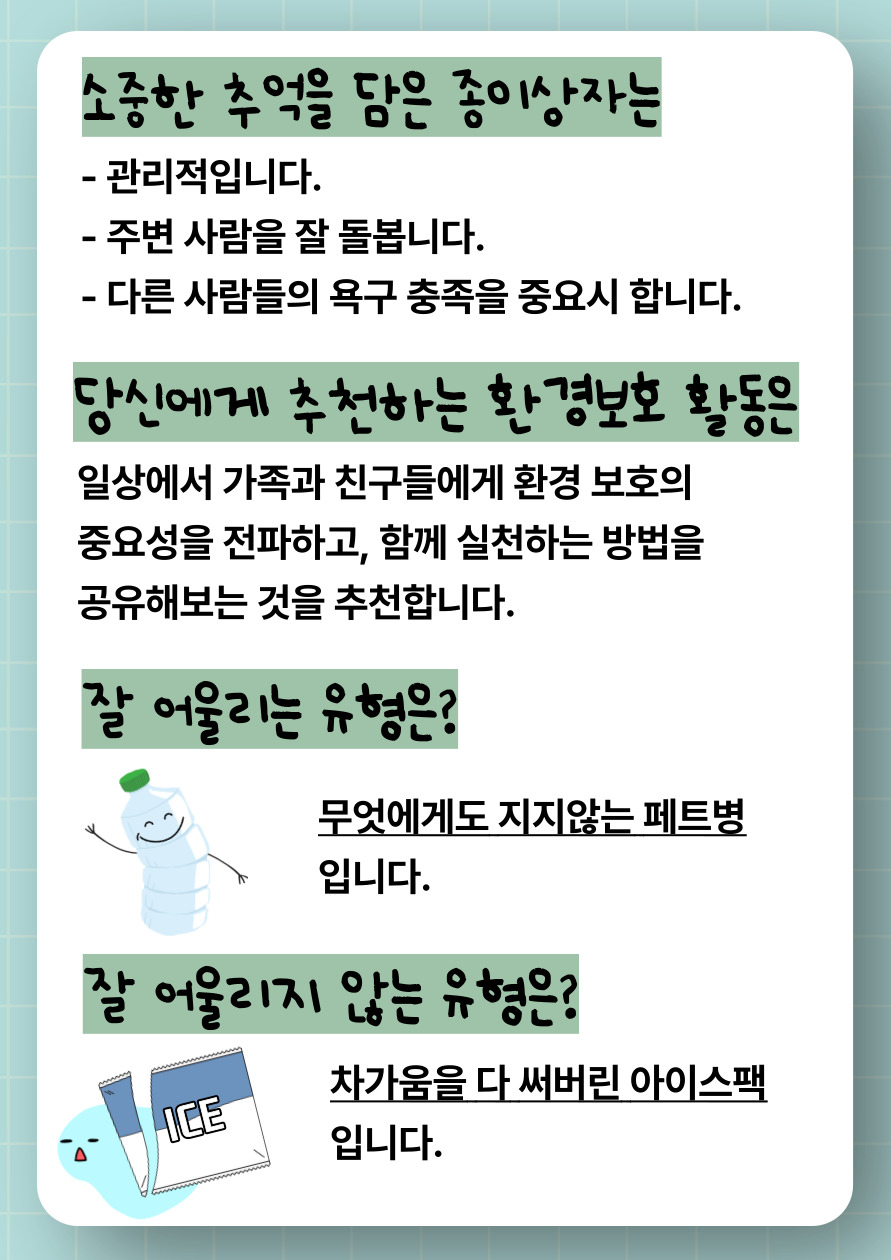 소중한 추억을 담은 종이상자는
- 관리적입니다.
- 주변 사람을 잘 돌봅니다.
- 다른 사람들의 욕구 충족을 중요시 합니다.
당신에게 추천하는 환경보호 활동은
일상에서 가족과 친구들에게 환경 보호의
중요성을 전파하고, 함께 실천하는 방법을
공유해보는 것을 추천합니다.
잘 어울리는 유형은?
무엇에게도 지지않는 페트병
입니다.
잘 어울리지 않는 유형은?
ICE
차가움을 다 써버린 아이스팩
입니다.